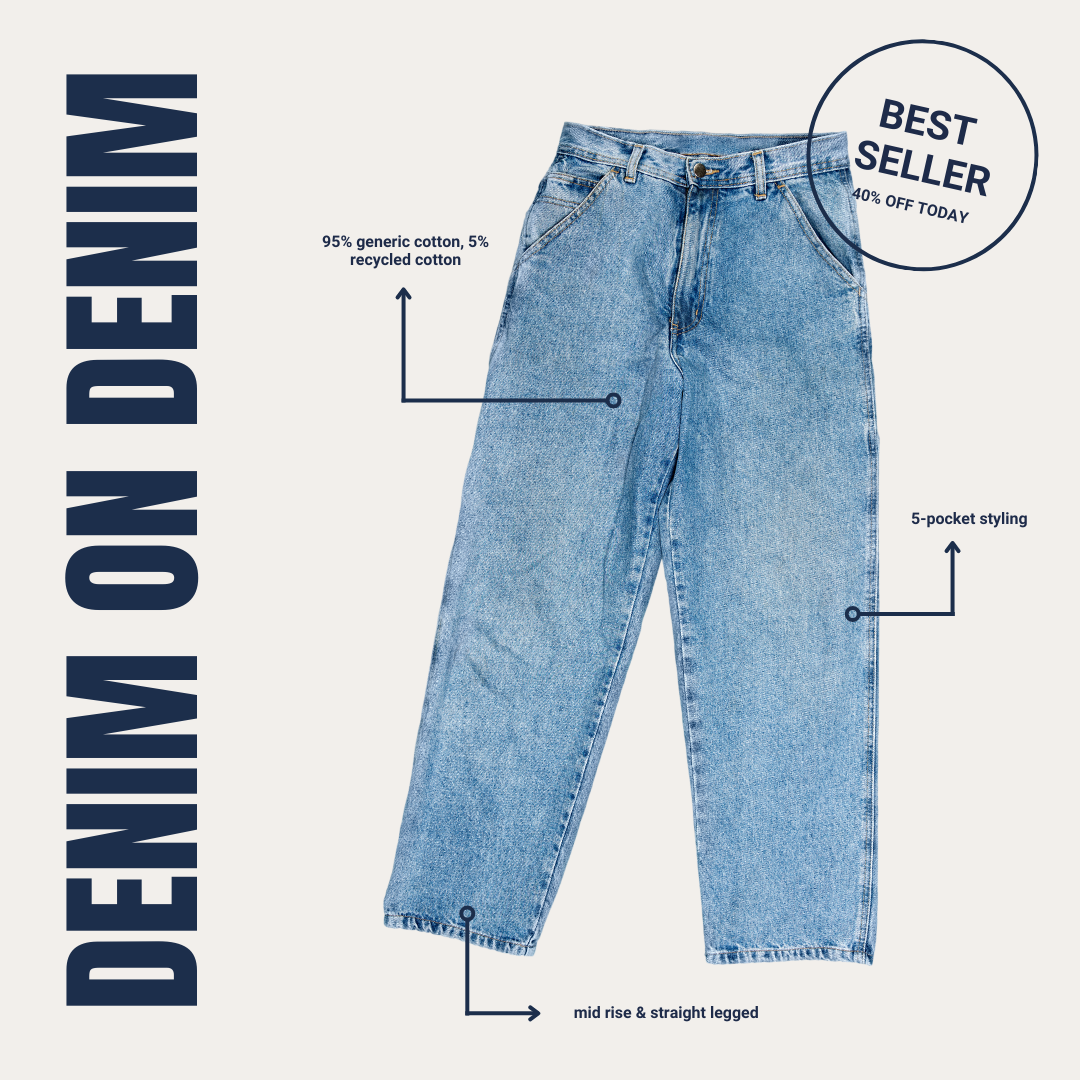 DENIM ON DENIM
BEST
SELLER
40% OFF TODAY
95% generic cotton, 5%
recycled cotton
5-pocket styling
mid rise & straight legged